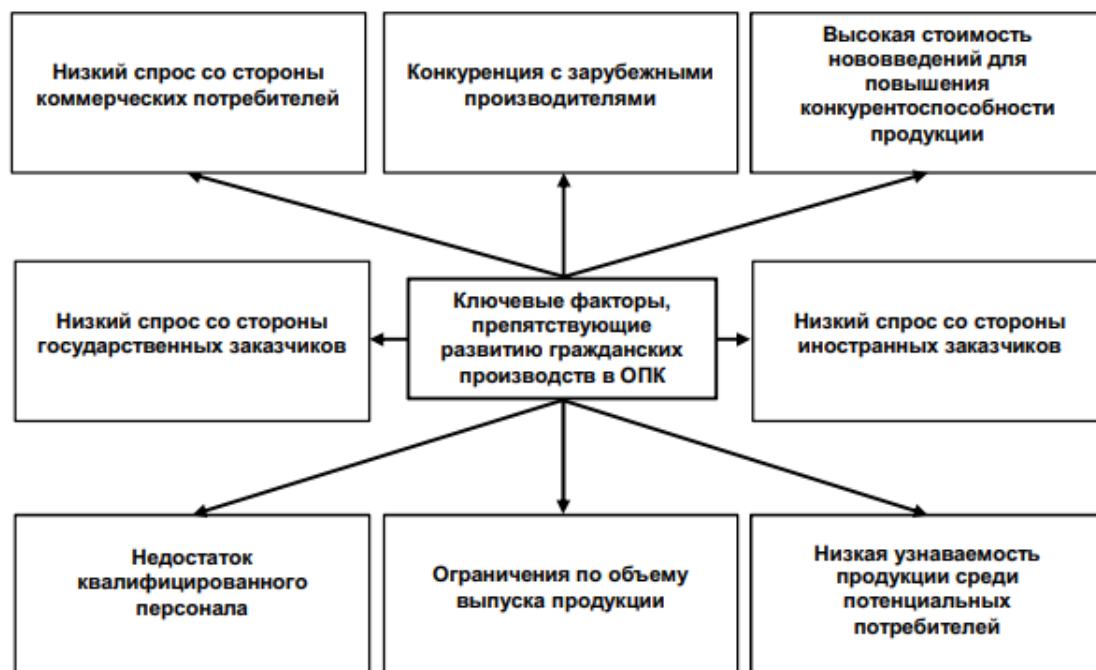 Низкий спрос со стороны
коммерческих потребителей
Конкуренция с зарубежными
производителями
Высокая стоимость
нововведений для
повышения
конкурентоспособности
продукции
Низкий спрос со стороны
государственных заказчиков
Ключевые факторы,
препятствующие
развитию гражданских
производств в ОПК
Низкий спрос со стороны
иностранных заказчиков
Недостаток
квалифицированного
персонала
Ограничения по объему
выпуска продукции
Низкая узнаваемость
продукции среди
потенциальных
потребителей